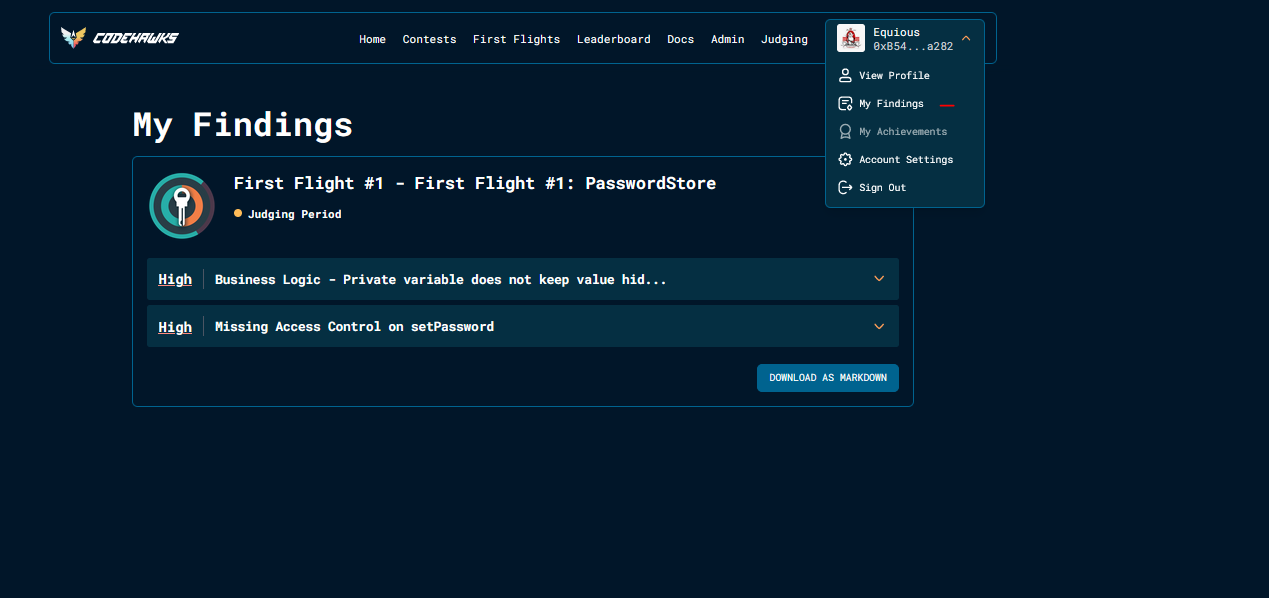 CODEHAWKS
Home Contests First Flights Leaderboard Docs Admin Judging
Equious
0xB54...a282
View Profile
My Findings
My Achievements
Account Settings
Sign Out
My Findings
First Flight #1 - First Flight #1: PasswordStore
Judging Period
High Business Logic - Private variable does not keep value hid...
High Missing Access Control on setPassword
DOWNLOAD AS MARKDOWN